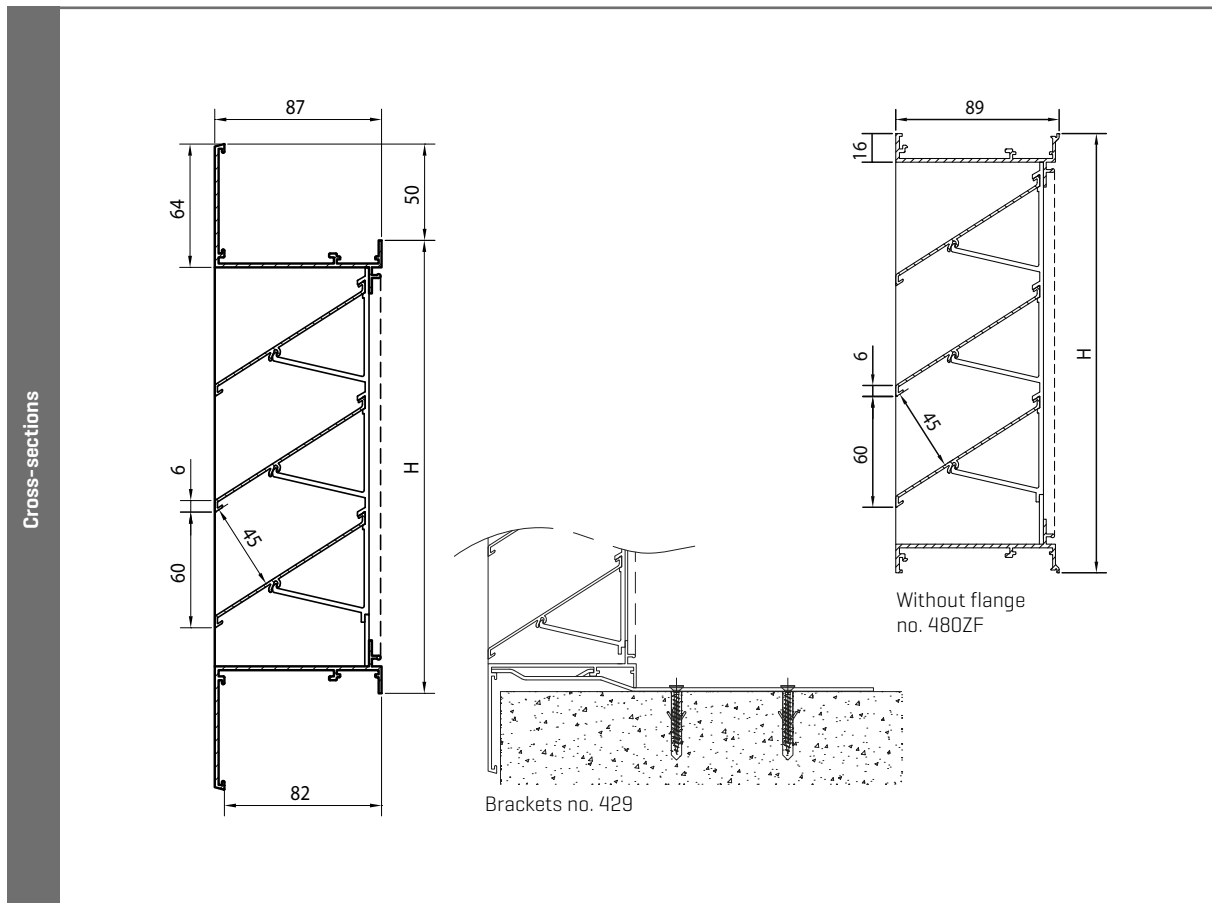 Cross-sections
87
64
50
H
6
45
60
82
Brackets no. 429
89
16
H
6
45
60
Without flange
no. 480ZF